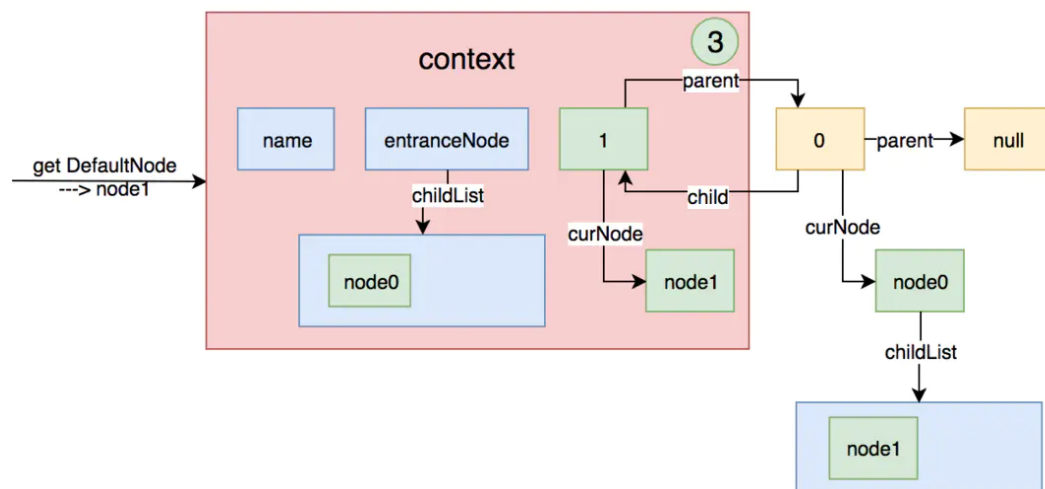 context
3
parent
name
entranceNode
1
0
parent
null
get DefaultNode
---> node1
childList
child
curNode
curNode
node0
node1
node0
childList
node1